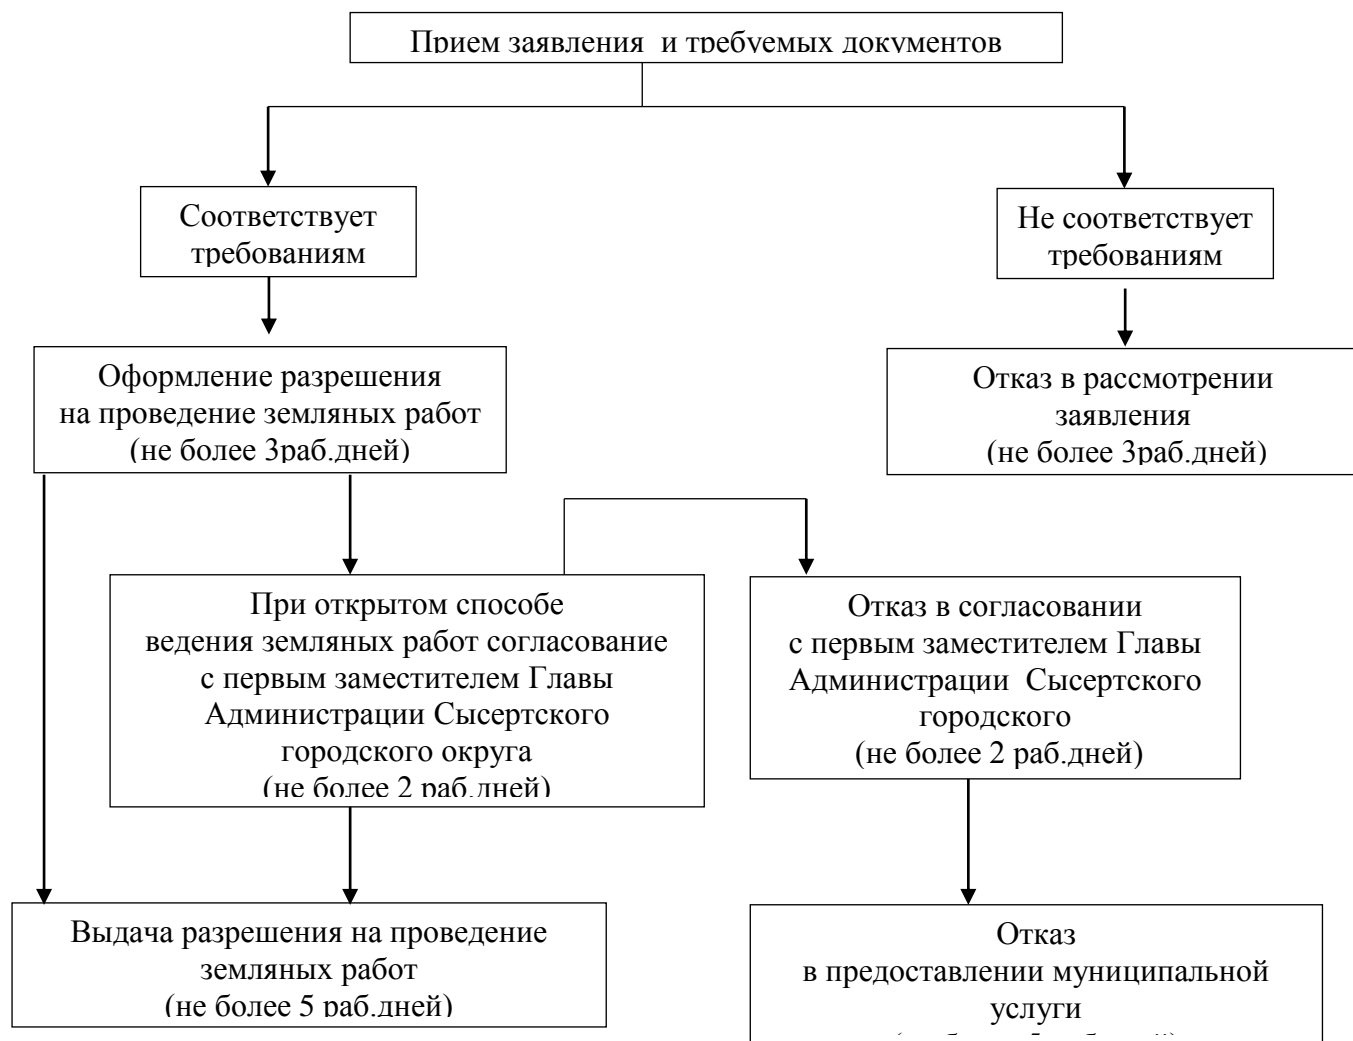 Прием заявления и требуемых документов
Соответствует
требованиям
Не соответствует
требованиям
Оформление разрешения
на проведение земляных работ
(не более 3раб.дней)
Отказ в рассмотрении
заявления
(не более 3раб.дней)
При открытом способе
ведения земляных работ согласование
с первым заместителем Главы
Администрации Сысертского
городского округа
(не более 2 раб.дней)
Отказ в согласовании
с первым заместителем Главы
Администрации Сысертского
городского
(не более 2 раб.дней)
Выдача разрешения на проведение
земляных работ
(не более 5 раб.дней)
Отказ
в предоставлении муниципальной
услуги